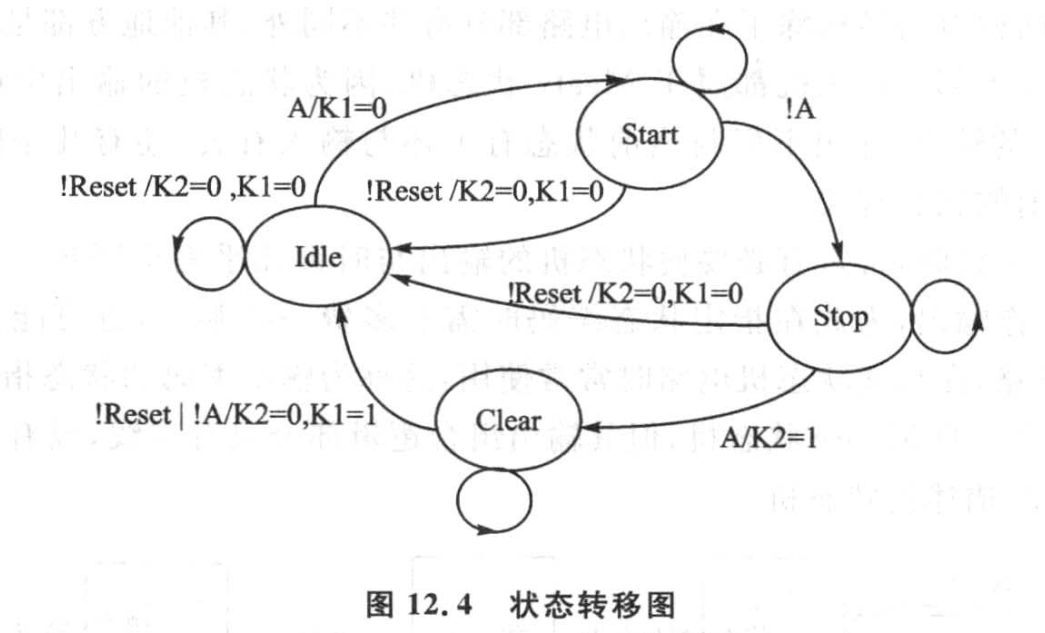 A/K1=0
Start
!A
!Reset /K2=0 ,K1=0
!Reset /K2=0,K1=0
Idle
!Reset /K2=0,K1=0
Stop
!Reset | !A/K2=0,K1=1
Clear
A/K2=1
图 12.4 状态转移图